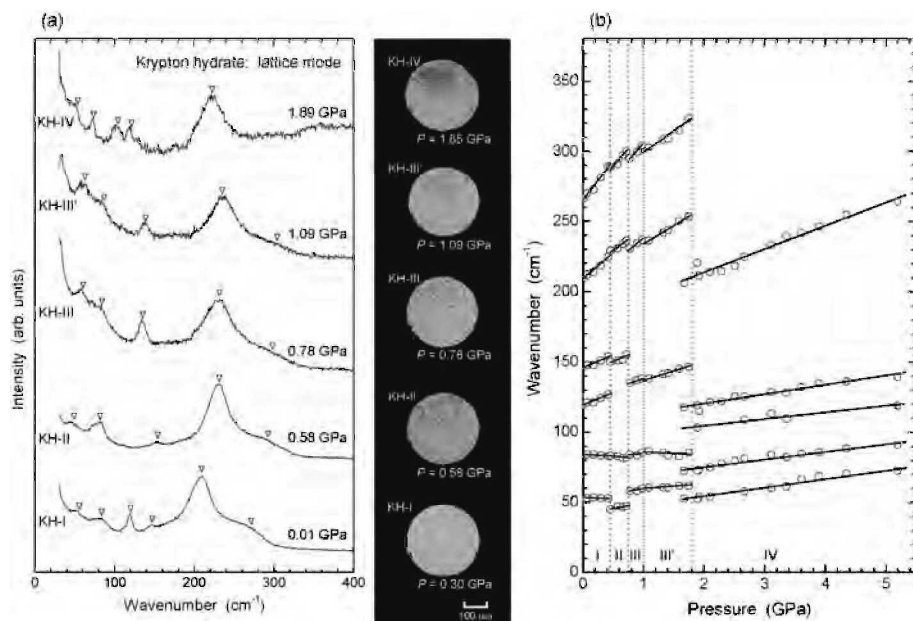 (a)
Krypton hydrate: lattice mode
KH-IV
1.89 GPa
KH-III'
1.09 GPa
KH-III
0.78 GPa
KH-II
0.58 GPa
KH-I
0.01 GPa
Intensity (arb. units)
0 100 200 300 400
Wavenumber (cm⁻¹)
KH-IV
P = 1.85 GPa
KH-III'
P = 1.09 GPa
KH-III
P = 0.76 GPa
KH-II
P = 0.58 GPa
KH-I
P = 0.30 GPa
(b)
350
300
250
200
150
100
50
0
Wavenumber (cm⁻¹)
I II III III' IV
0 1 2 3 4 5
Pressure (GPa)